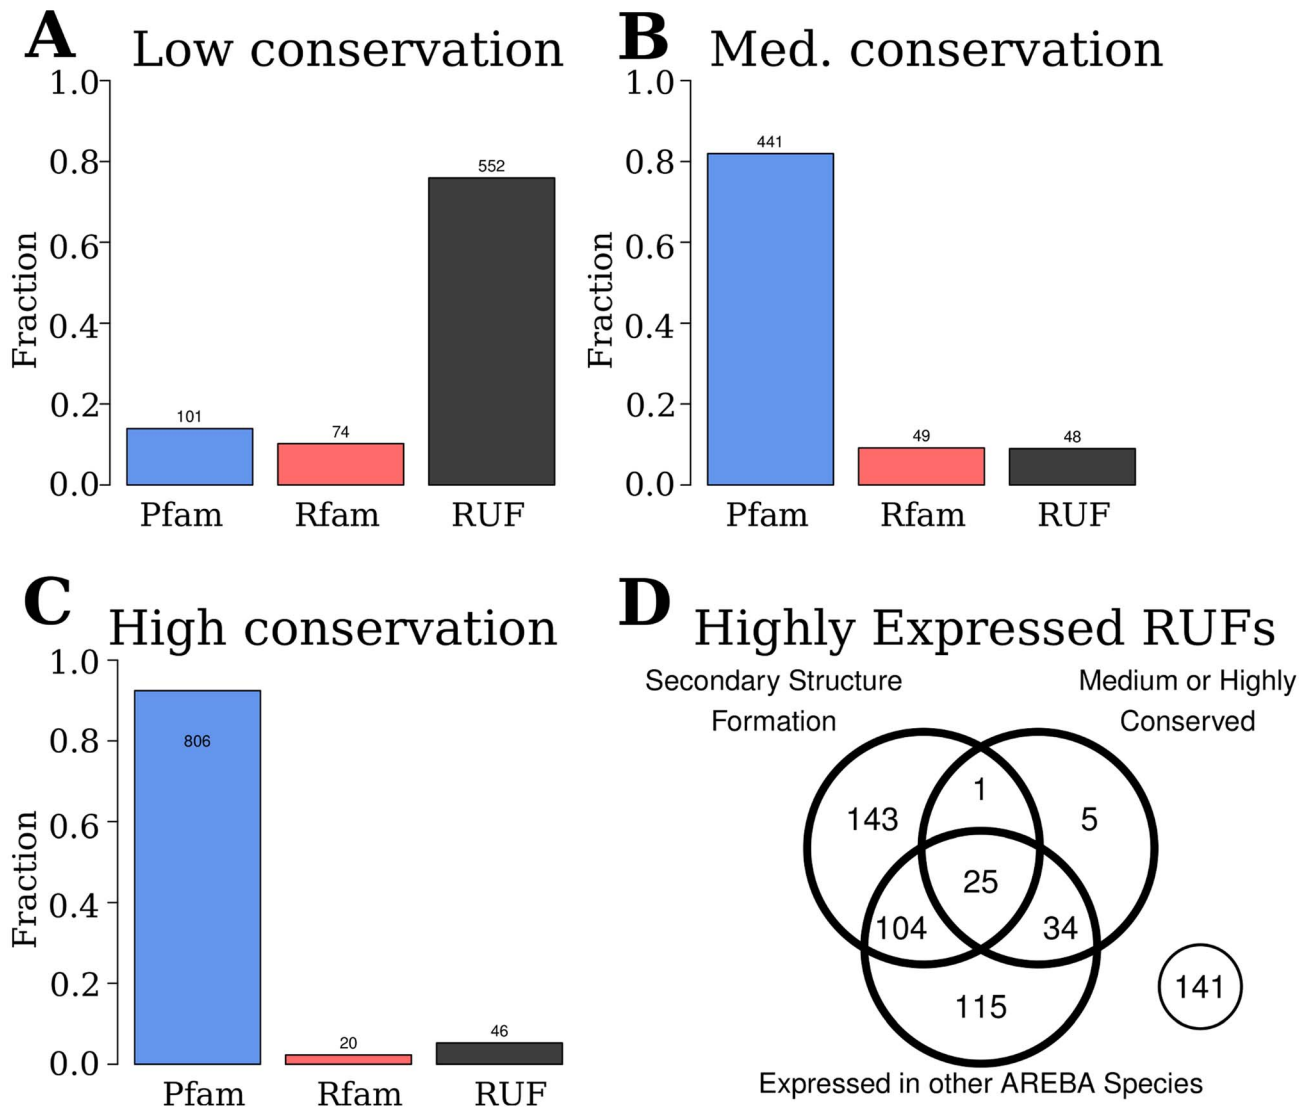 A
Low conservation
1.0
0.8
0.6
0.4
0.2
0.0
Fraction
101
74
552
Pfam
Rfam
RUF
B
Med. conservation
1.0
0.8
0.6
0.4
0.2
0.0
Fraction
441
49
48
Pfam
Rfam
RUF
C
High conservation
1.0
0.8
0.6
0.4
0.2
0.0
Fraction
806
20
46
Pfam
Rfam
RUF
D
Highly Expressed RUFs
Secondary Structure
Formation
Medium or Highly
Conserved
1
143
5
25
104
34
115
141
Expressed in other AREBA Species